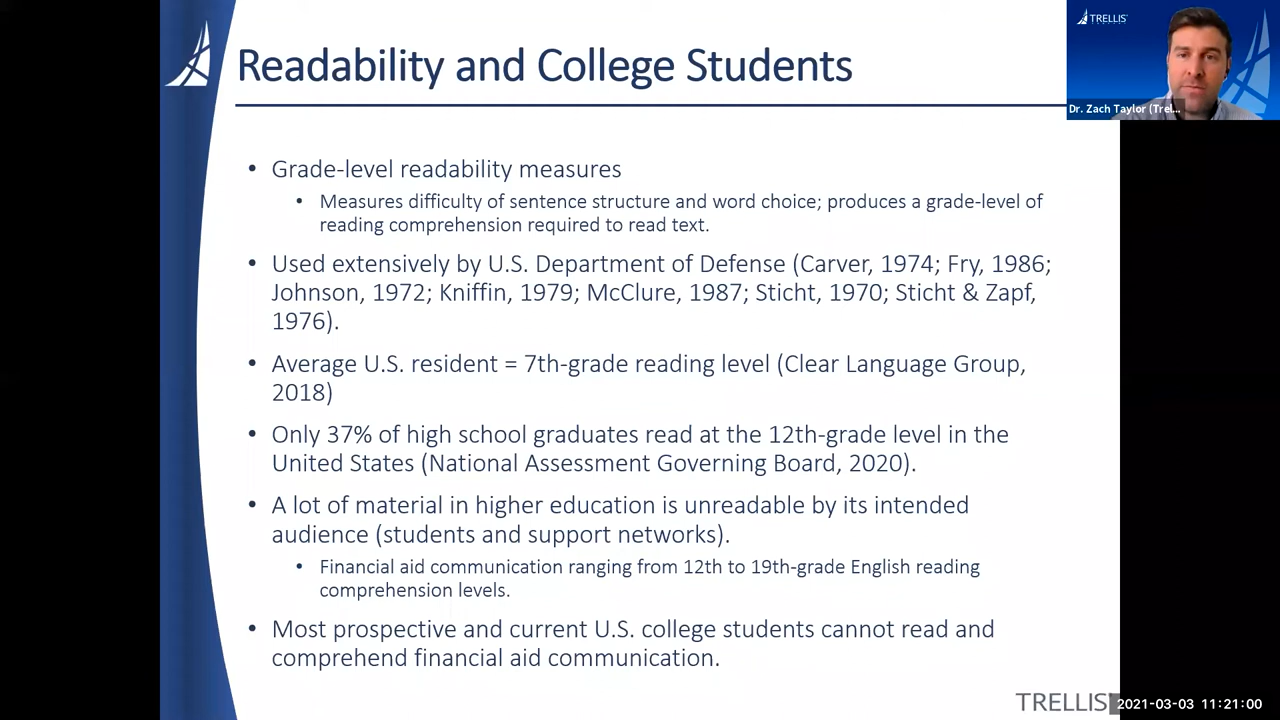 Readability and College Students
TRELLIS
Dr. Zach Taylor (Trel...
• Grade-level readability measures
• Measures difficulty of sentence structure and word choice; produces a grade-level of
reading comprehension required to read text.
• Used extensively by U.S. Department of Defense (Carver, 1974; Fry, 1986;
Johnson, 1972; Kniffin, 1979; McClure, 1987; Sticht, 1970; Sticht & Zapf,
1976).
• Average U.S. resident = 7th-grade reading level (Clear Language Group,
2018)
• Only 37% of high school graduates read at the 12th-grade level in the
United States (National Assessment Governing Board, 2020).
• A lot of material in higher education is unreadable by its intended
audience (students and support networks).
• Financial aid communication ranging from 12th to 19th-grade English reading
comprehension levels.
• Most prospective and current U.S. college students cannot read and
comprehend financial aid communication.
TRELLIS
2021-03-03 11:21:00